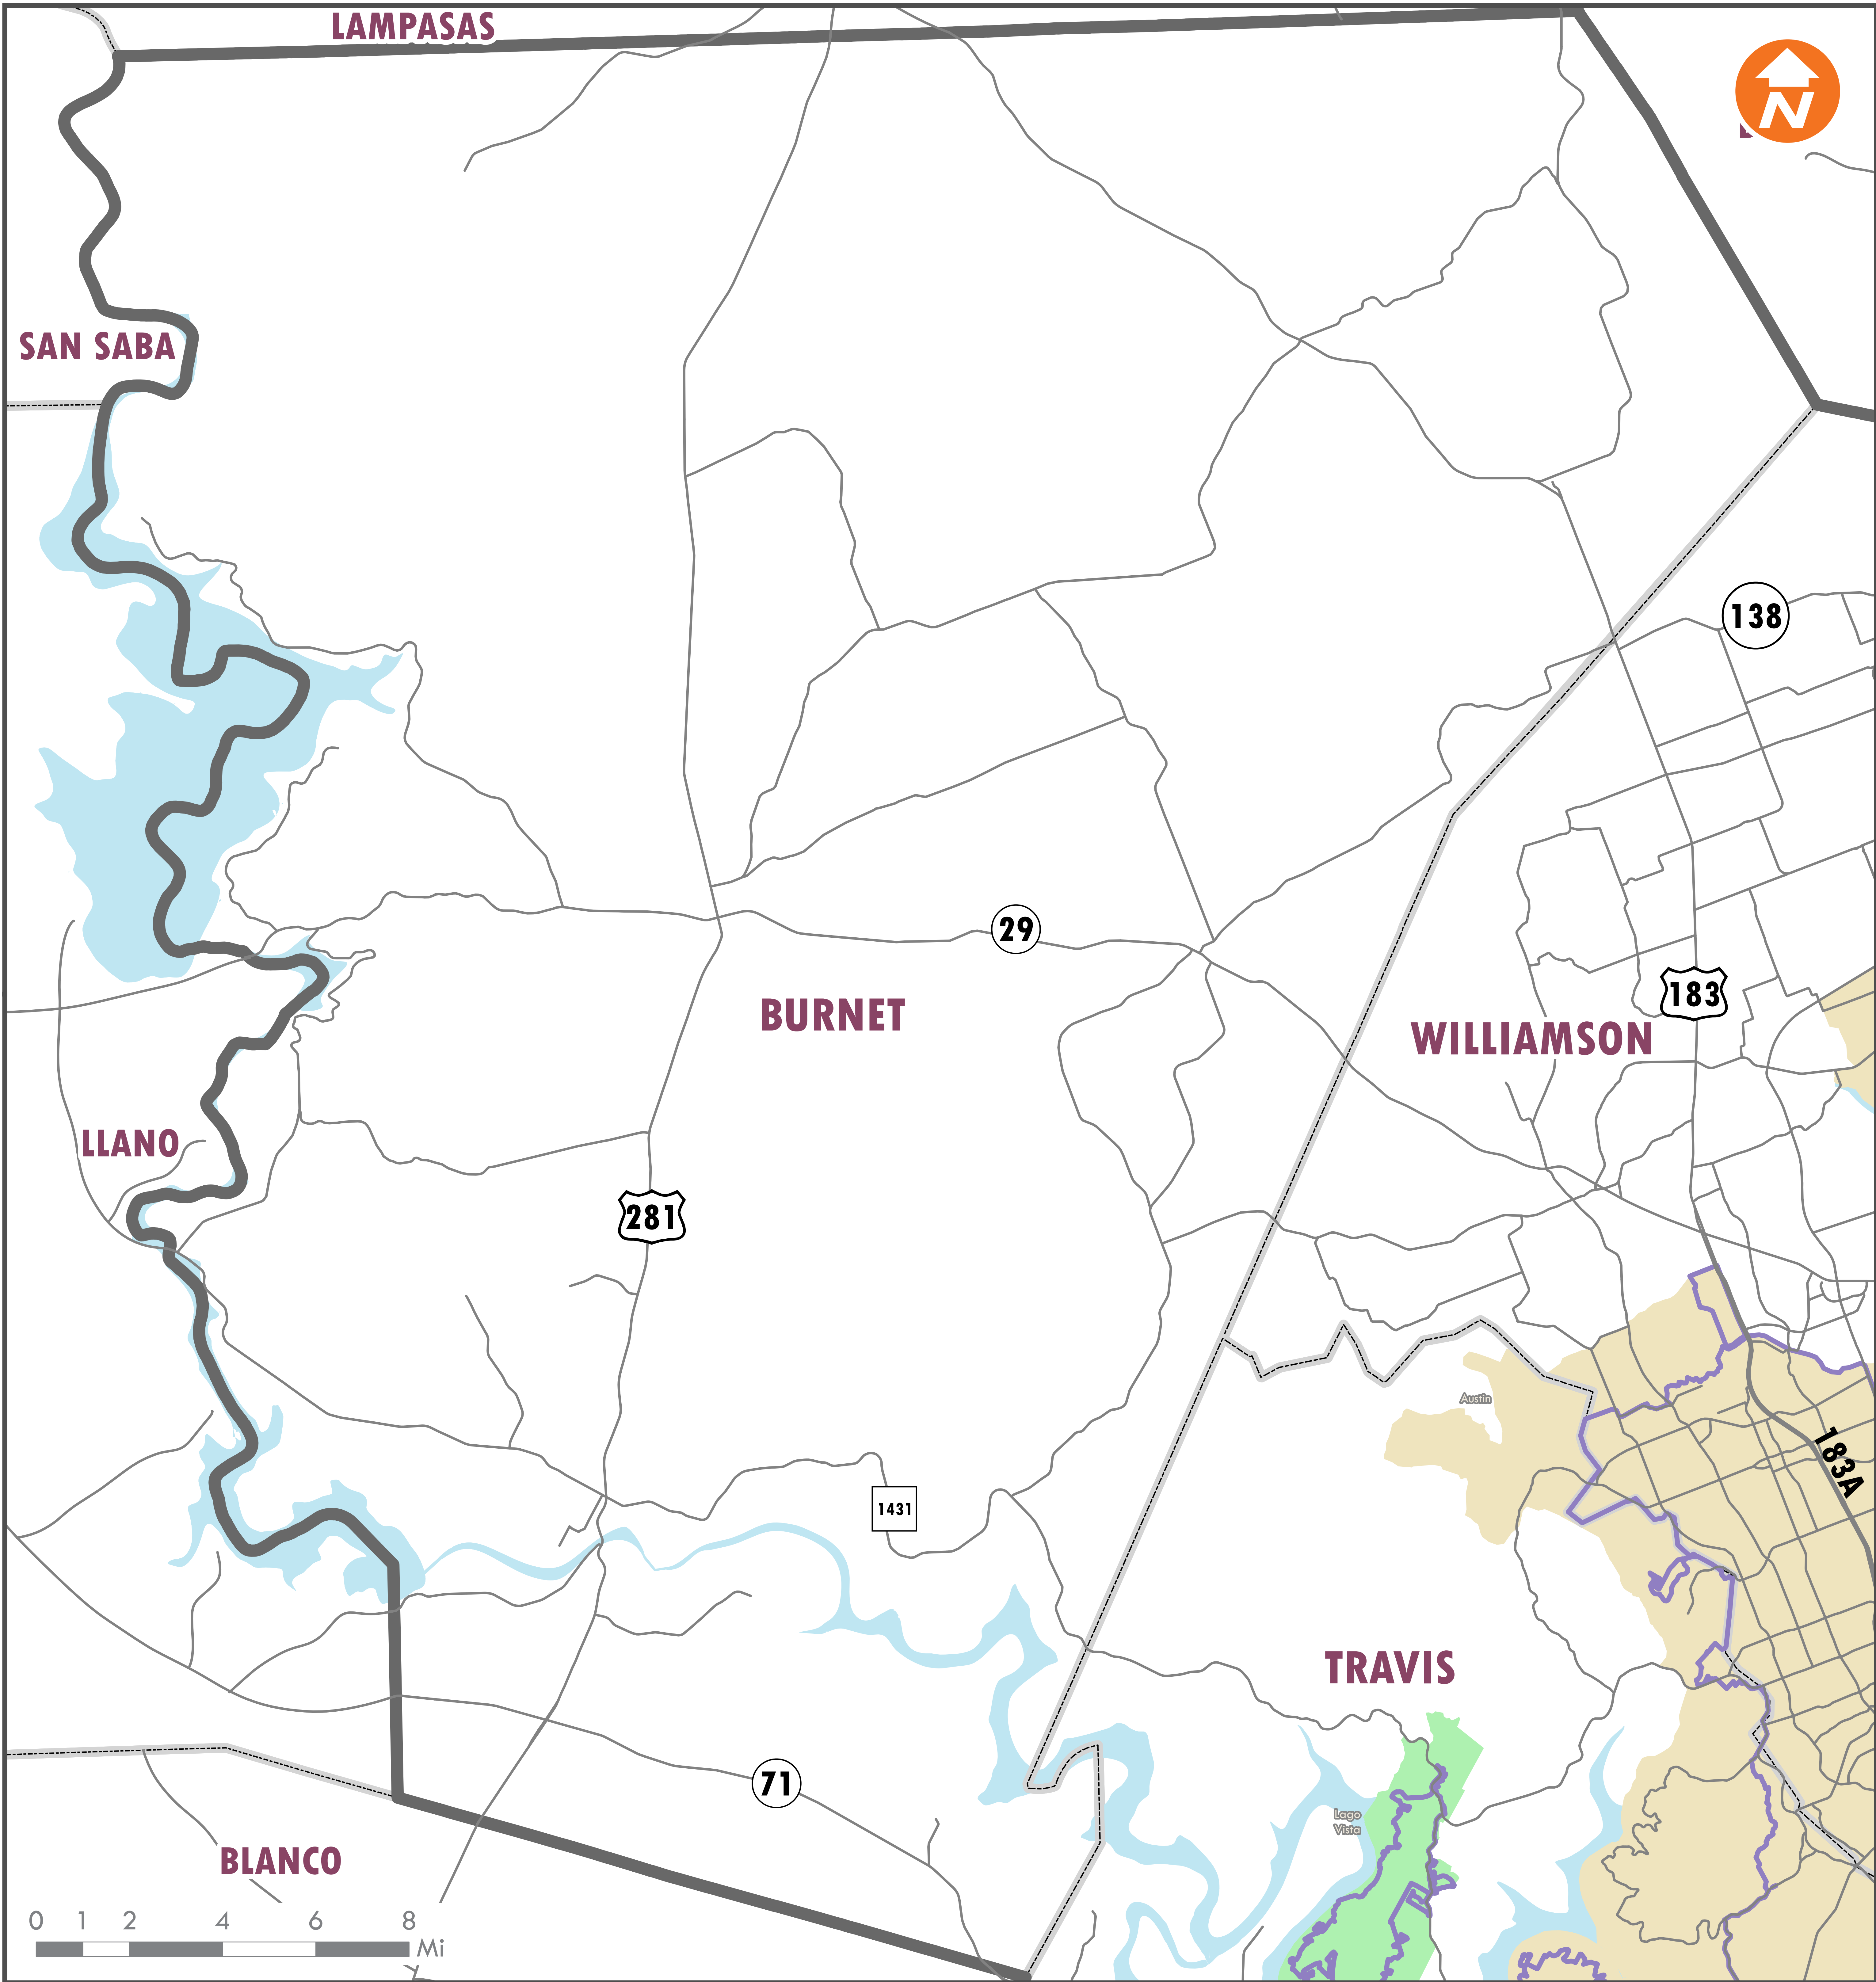 LAMPASAS
N
SAN SABA
138
29
183
BURNET
WILLIAMSON
LLANO
281
Austin
183A
1431
TRAVIS
71
Lago
Vista
BLANCO
0 1 2 4 6 8
Mi